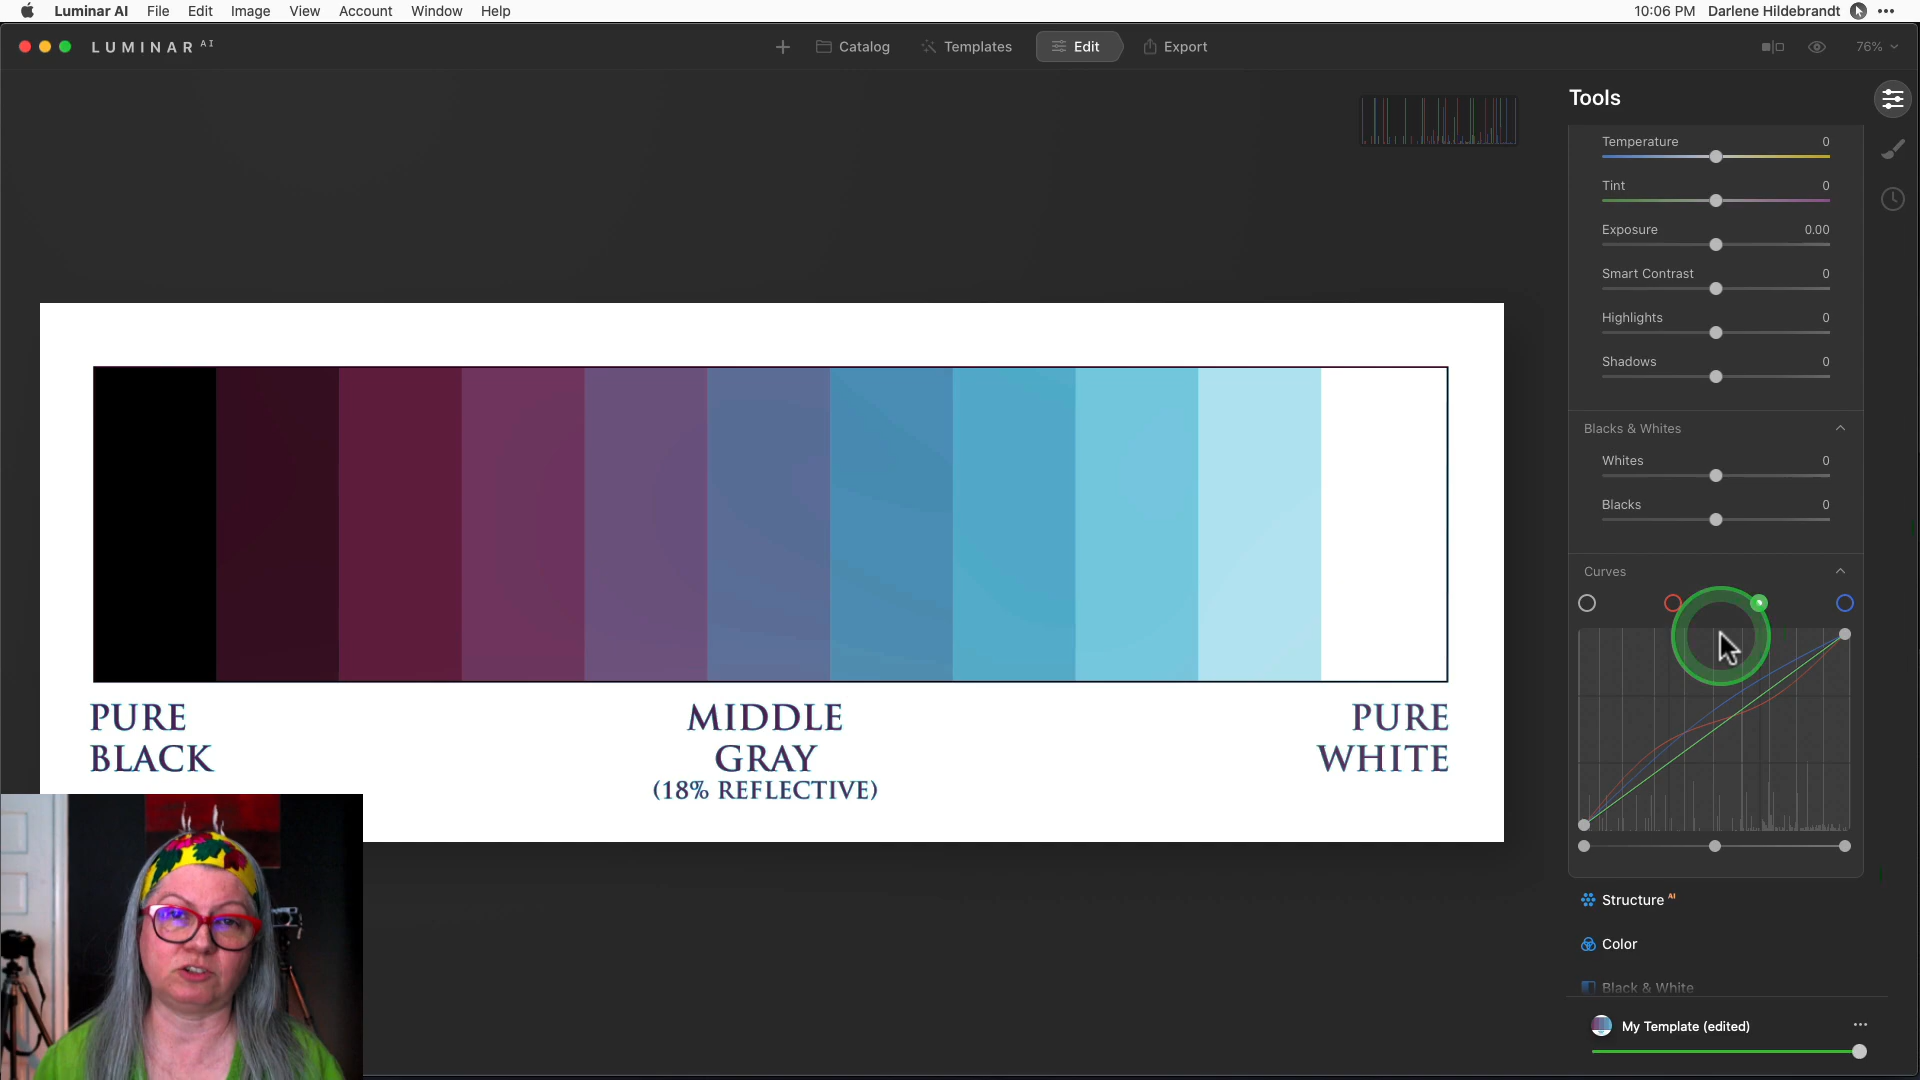 Luminar AI File Edit Image View Account Window Help 10:06 PM Darlene Hildebrandt
LUMINAR AI
Catalog Templates Edit Export 76%
Tools
Temperature 0
Tint 0
Exposure 0.00
Smart Contrast 0
Highlights 0
Shadows 0
Blacks & Whites
Whites 0
Blacks 0
Curves
PURE
BLACK
MIDDLE
GRAY
(18% REFLECTIVE)
PURE
WHITE
Structure AI
Color
Black & White
My Template (edited)